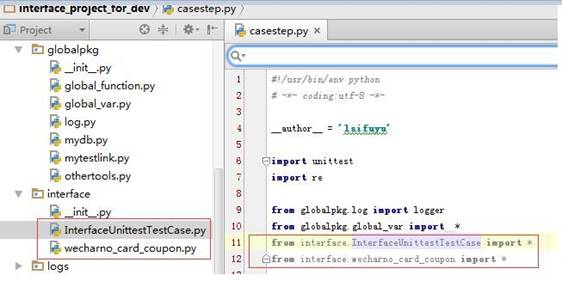 interface_project_for_dev
casestep.py
Project
casestep.py ×
globalpkg
__init__.py
global_function.py
global_var.py
log.py
mydb.py
mytestlink.py
othertools.py
interface
__init__.py
InterfaceUnittestTestCase.py
wecharno_card_coupon.py
logs
1 #!/usr/bin/env python
2 # -*- coding:utf-8 -*-
3
4 __author__ = 'laifuyu'
5
6 import unittest
7 import re
8
9 from globalpkg.log import logger
10 from globalpkg.global_var import *
11 from interface.InterfaceUnittestTestCase import *
12 from interface.wecharno_card_coupon import *